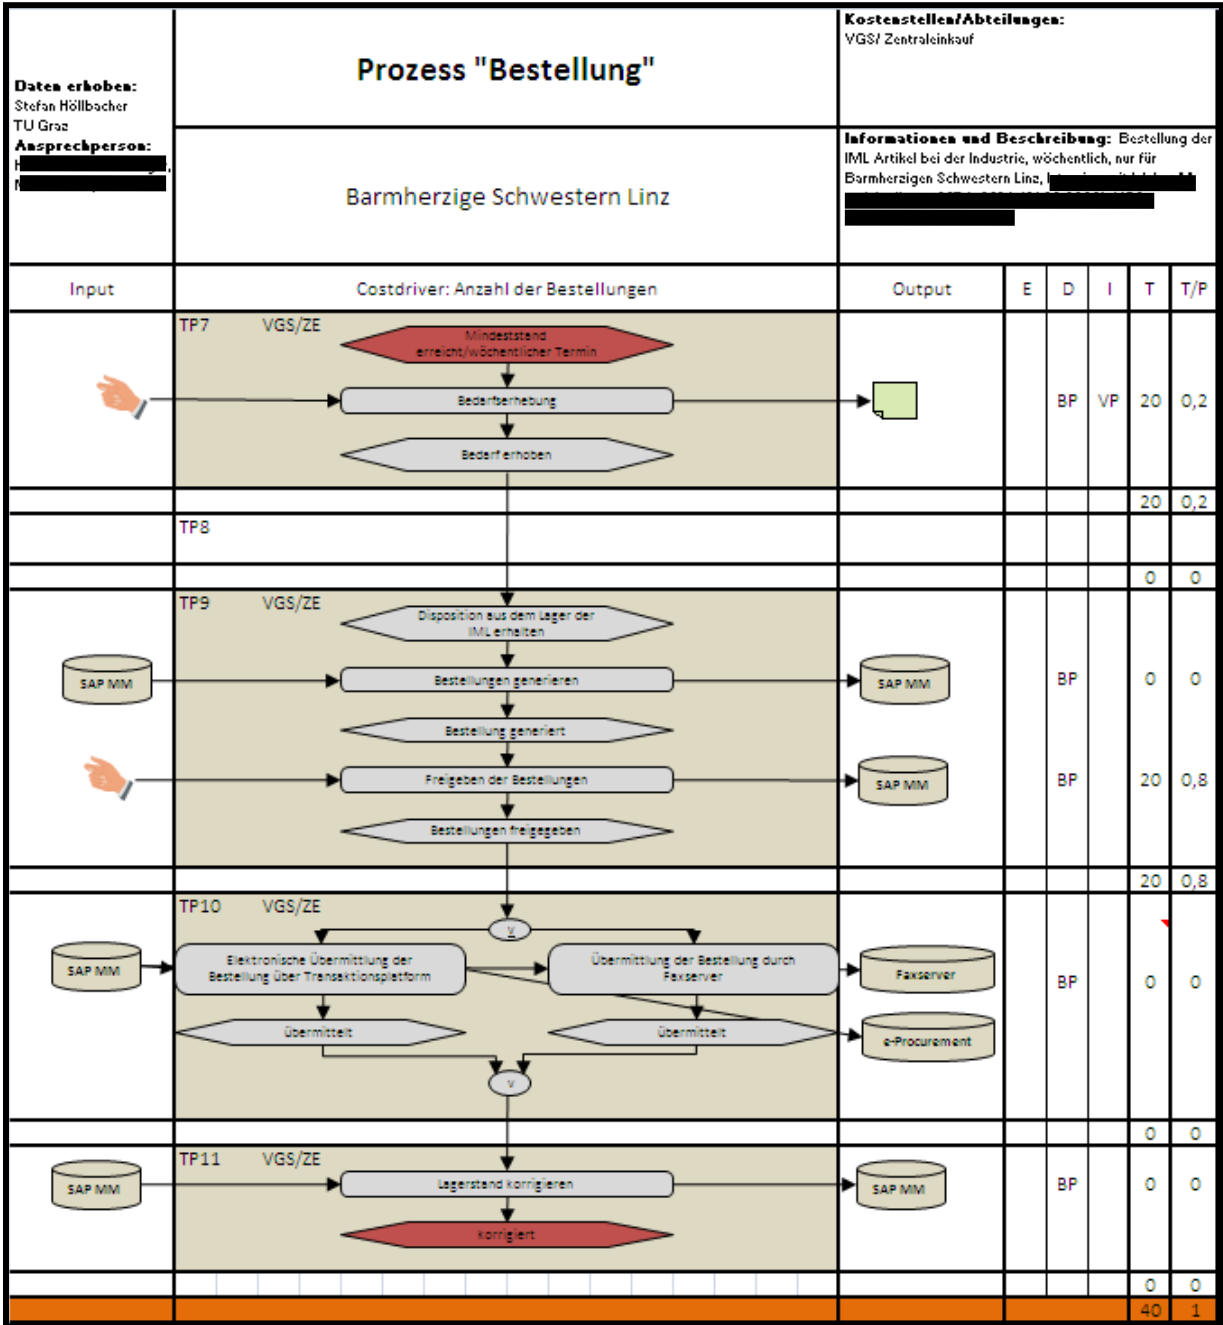 Daten erhoben:
Stefan Höllbacher
TU Graz
Ansprechperson:
Prozess "Bestellung"
Barmherzige Schwestern Linz
Kostenstellen/Abteilungen:
VGS/ Zentraleinkauf
Informationen und Beschreibung: Bestellung der
IML Artikel bei der Industrie, wöchentlich, nur für
Barmherzigen Schwestern Linz,
Input
Costdriver: Anzahl der Bestellungen
Output
E
D
I
T
T/P
TP7 VGS/ZE
Mindeststand
erreicht/wöchentlicher Termin
Bedarfserhebung
BP
VP
20
0,2
Bedarf erhoben
20
0,2
TP8
0
0
TP9 VGS/ZE
Disposition aus dem Lager der
IML erhalten
SAP MM
Bestellungen generieren
SAP MM
BP
0
0
Bestellung generiert
Freigeben der Bestellungen
SAP MM
BP
20
0,8
Bestellungen freigegeben
20
0,8
TP10 VGS/ZE
v
SAP MM
Elektronische Übermittlung der
Bestellung über Transaktionsplatform
Übermittlung der Bestellung durch
Faxserver
Faxserver
BP
0
0
übermittelt
übermittelt
e-Procurement
v
0
0
TP11 VGS/ZE
SAP MM
Lagerstand korrigieren
SAP MM
BP
0
0
korrigiert
0
0
40
1